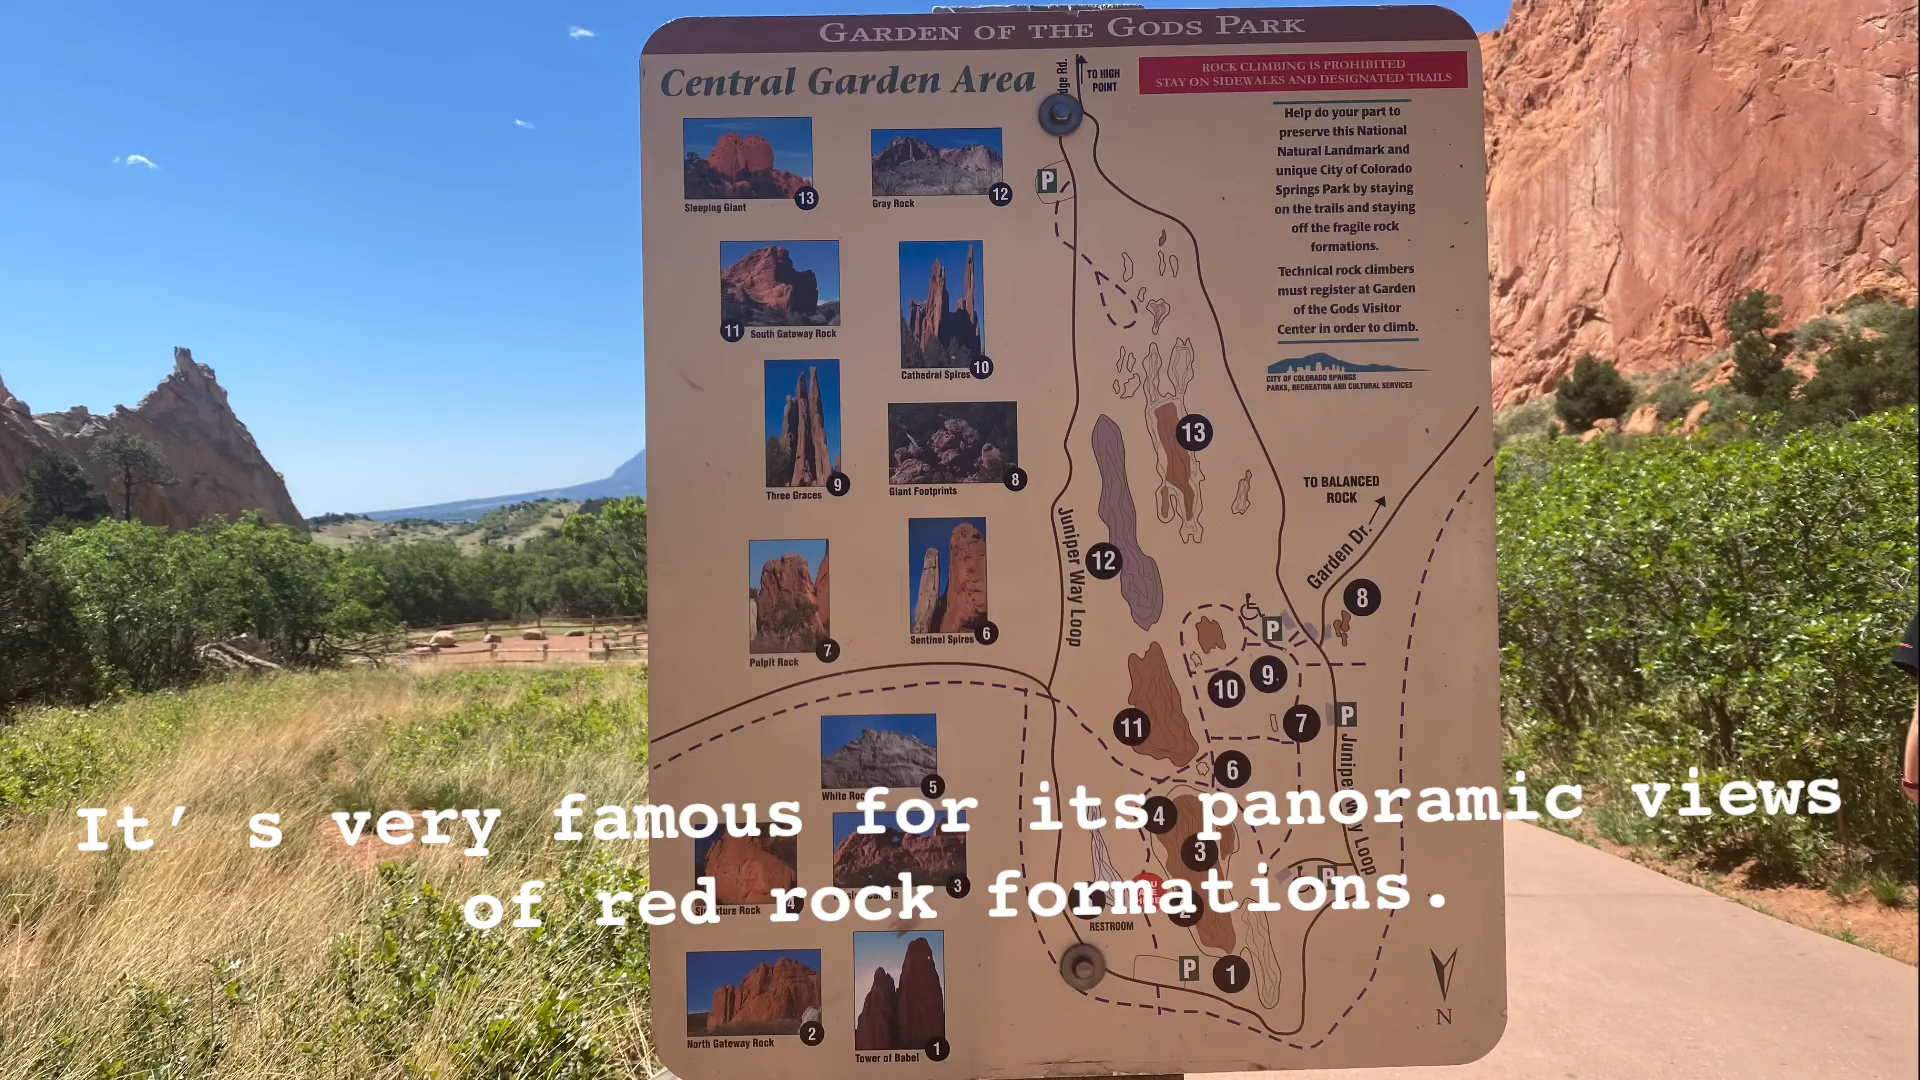 GARDEN OF THE GODS PARK
Central Garden Area
TO HIGH
POINT
ROCK CLIMBING IS PROHIBITED
STAY ON SIDEWALKS AND DESIGNATED TRAILS
Help do your part to
preserve this National
Natural Landmark and
unique City of Colorado
Springs Park by staying
on the trails and staying
off the fragile rock
formations.
Technical rock climbers
must register at Garden
of the Gods Visitor
Center in order to climb.
CITY OF COLORADO SPRINGS
PARKS, RECREATION AND CULTURAL SERVICES
13
Sleeping Giant
12
Gray Rock
11
South Gateway Rock
10
Cathedral Spires
9
Three Graces
8
Giant Footprints
7
Pulpit Rock
6
Sentinel Spires
5
White
4
Rock
3
2
North Gateway Rock
1
Tower of Babel
Rd.
P
13
TO BALANCED
ROCK
Garden Dr.
Juniper Way Loop
12
8
P
9
10
11
7
P
6
Juniper Way Loop
4
3
P
2
RESTROOM
P
1
N
It's very famous for its panoramic views
of red rock formations.